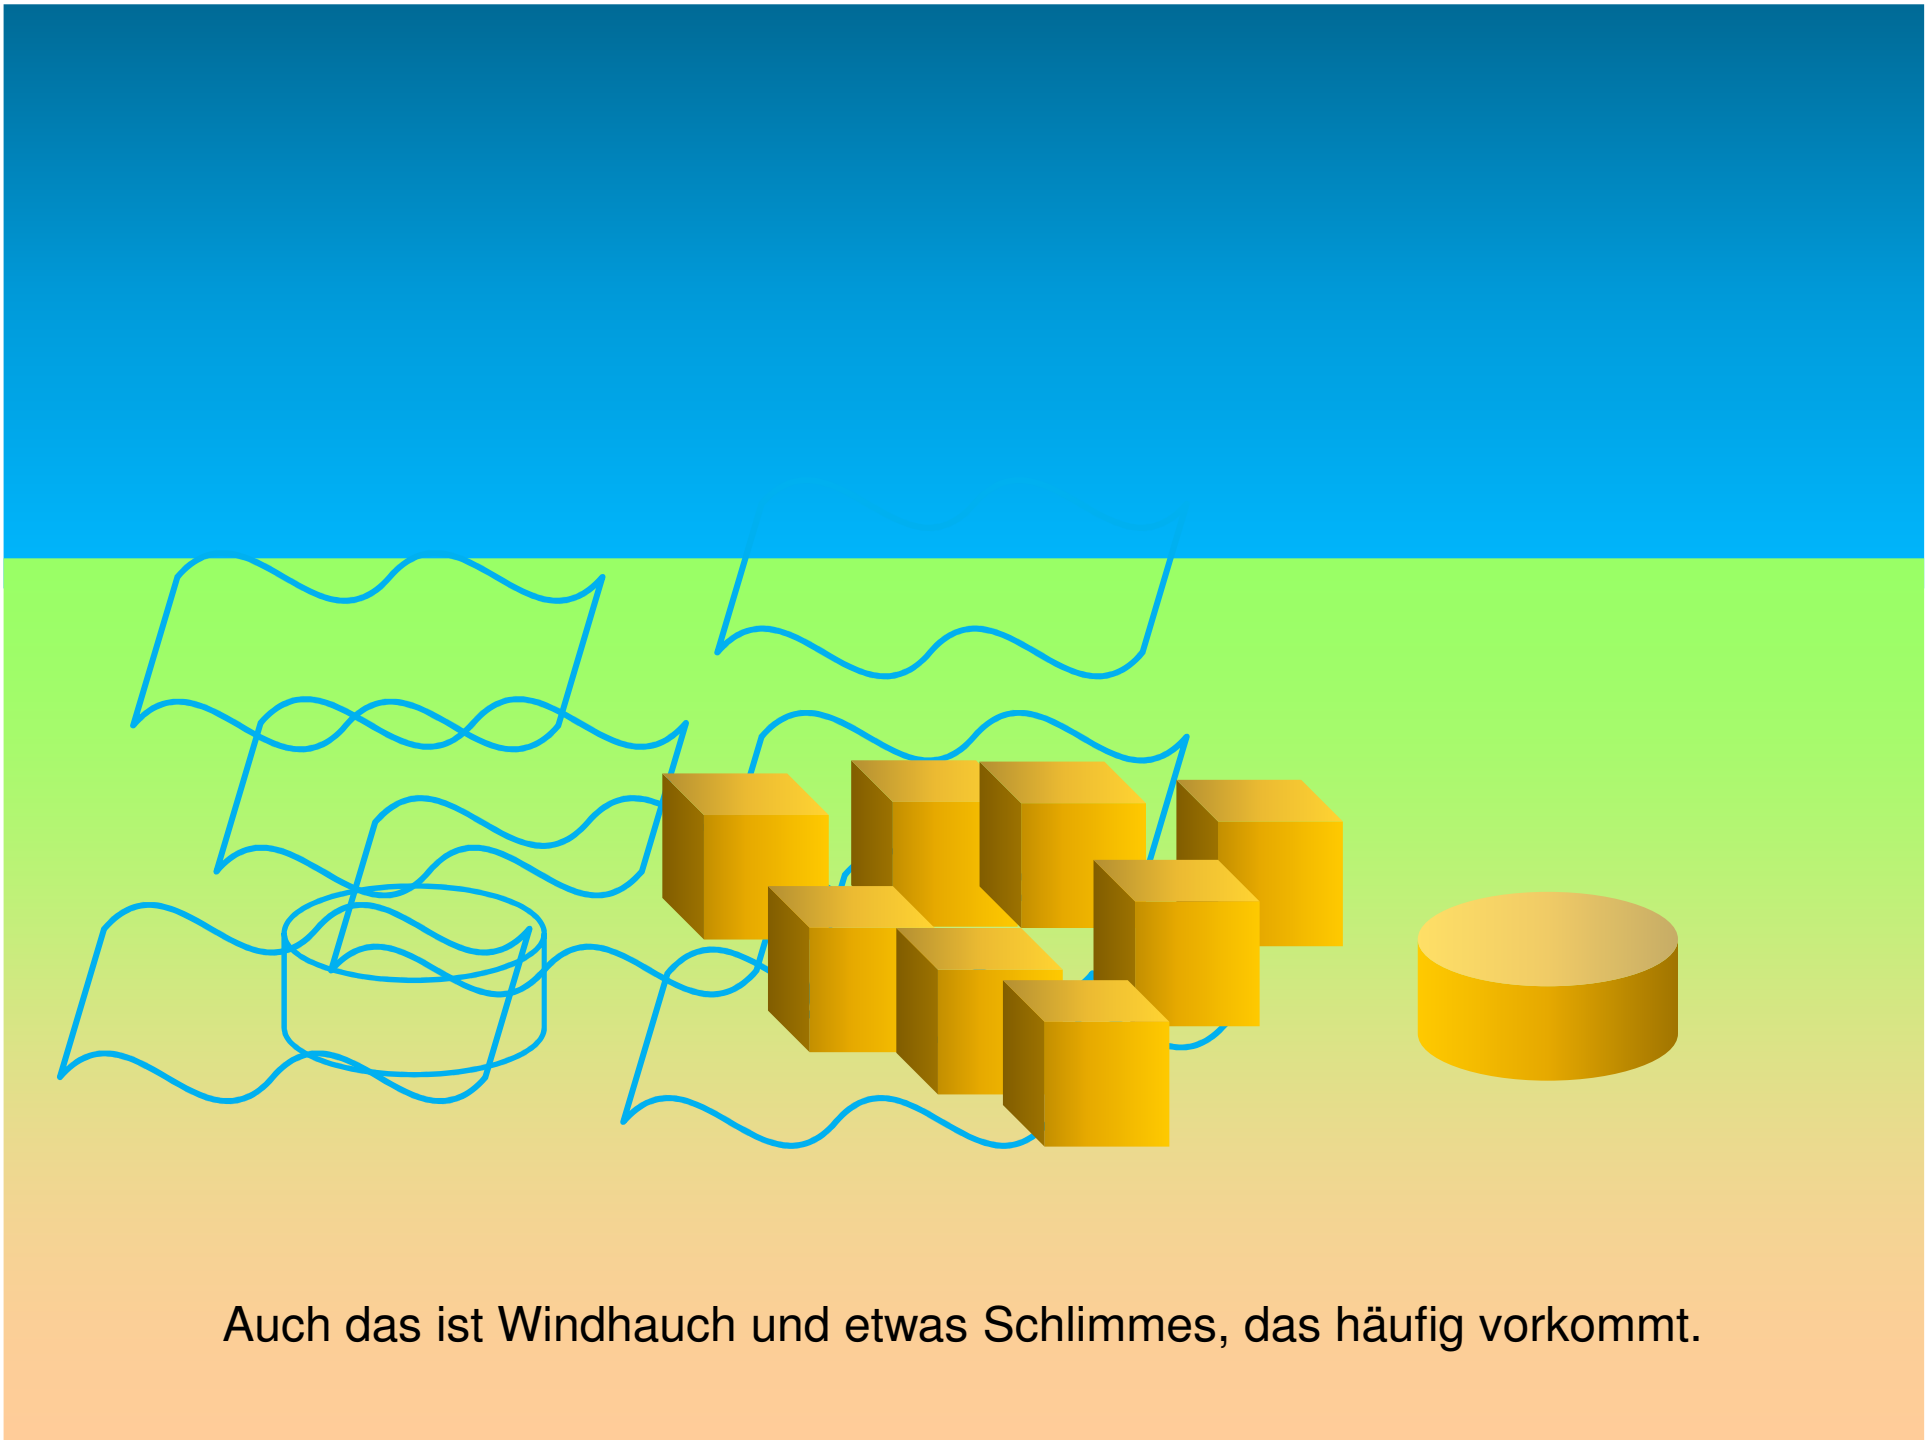 Auch das ist Windhauch und etwas Schlimmes, das häufig vorkommt.